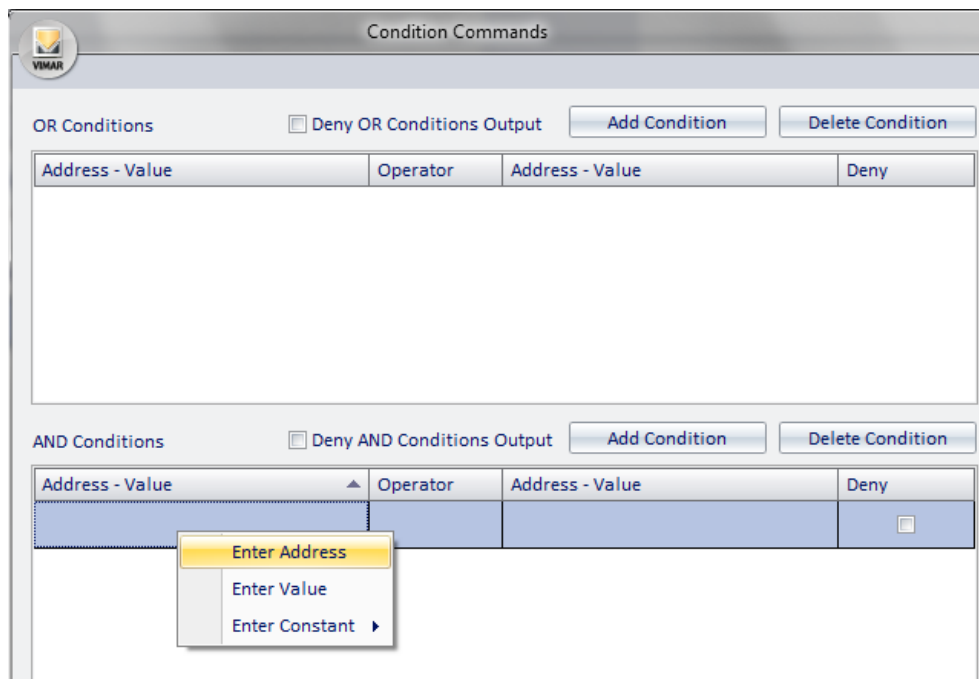 Condition Commands
VIMAR
OR Conditions Deny OR Conditions Output Add Condition Delete Condition
Address - Value Operator Address - Value Deny
AND Conditions Deny AND Conditions Output Add Condition Delete Condition
Address - Value Operator Address - Value Deny
Enter Address
Enter Value
Enter Constant